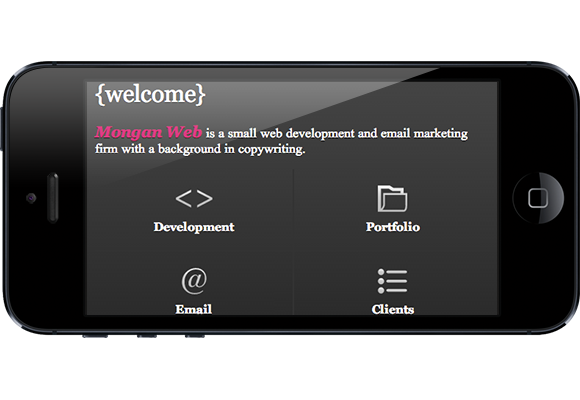 {welcome}
Mongan Web is a small web development and email marketing
firm with a background in copywriting.
< >
Development
Portfolio
@
Email
Clients